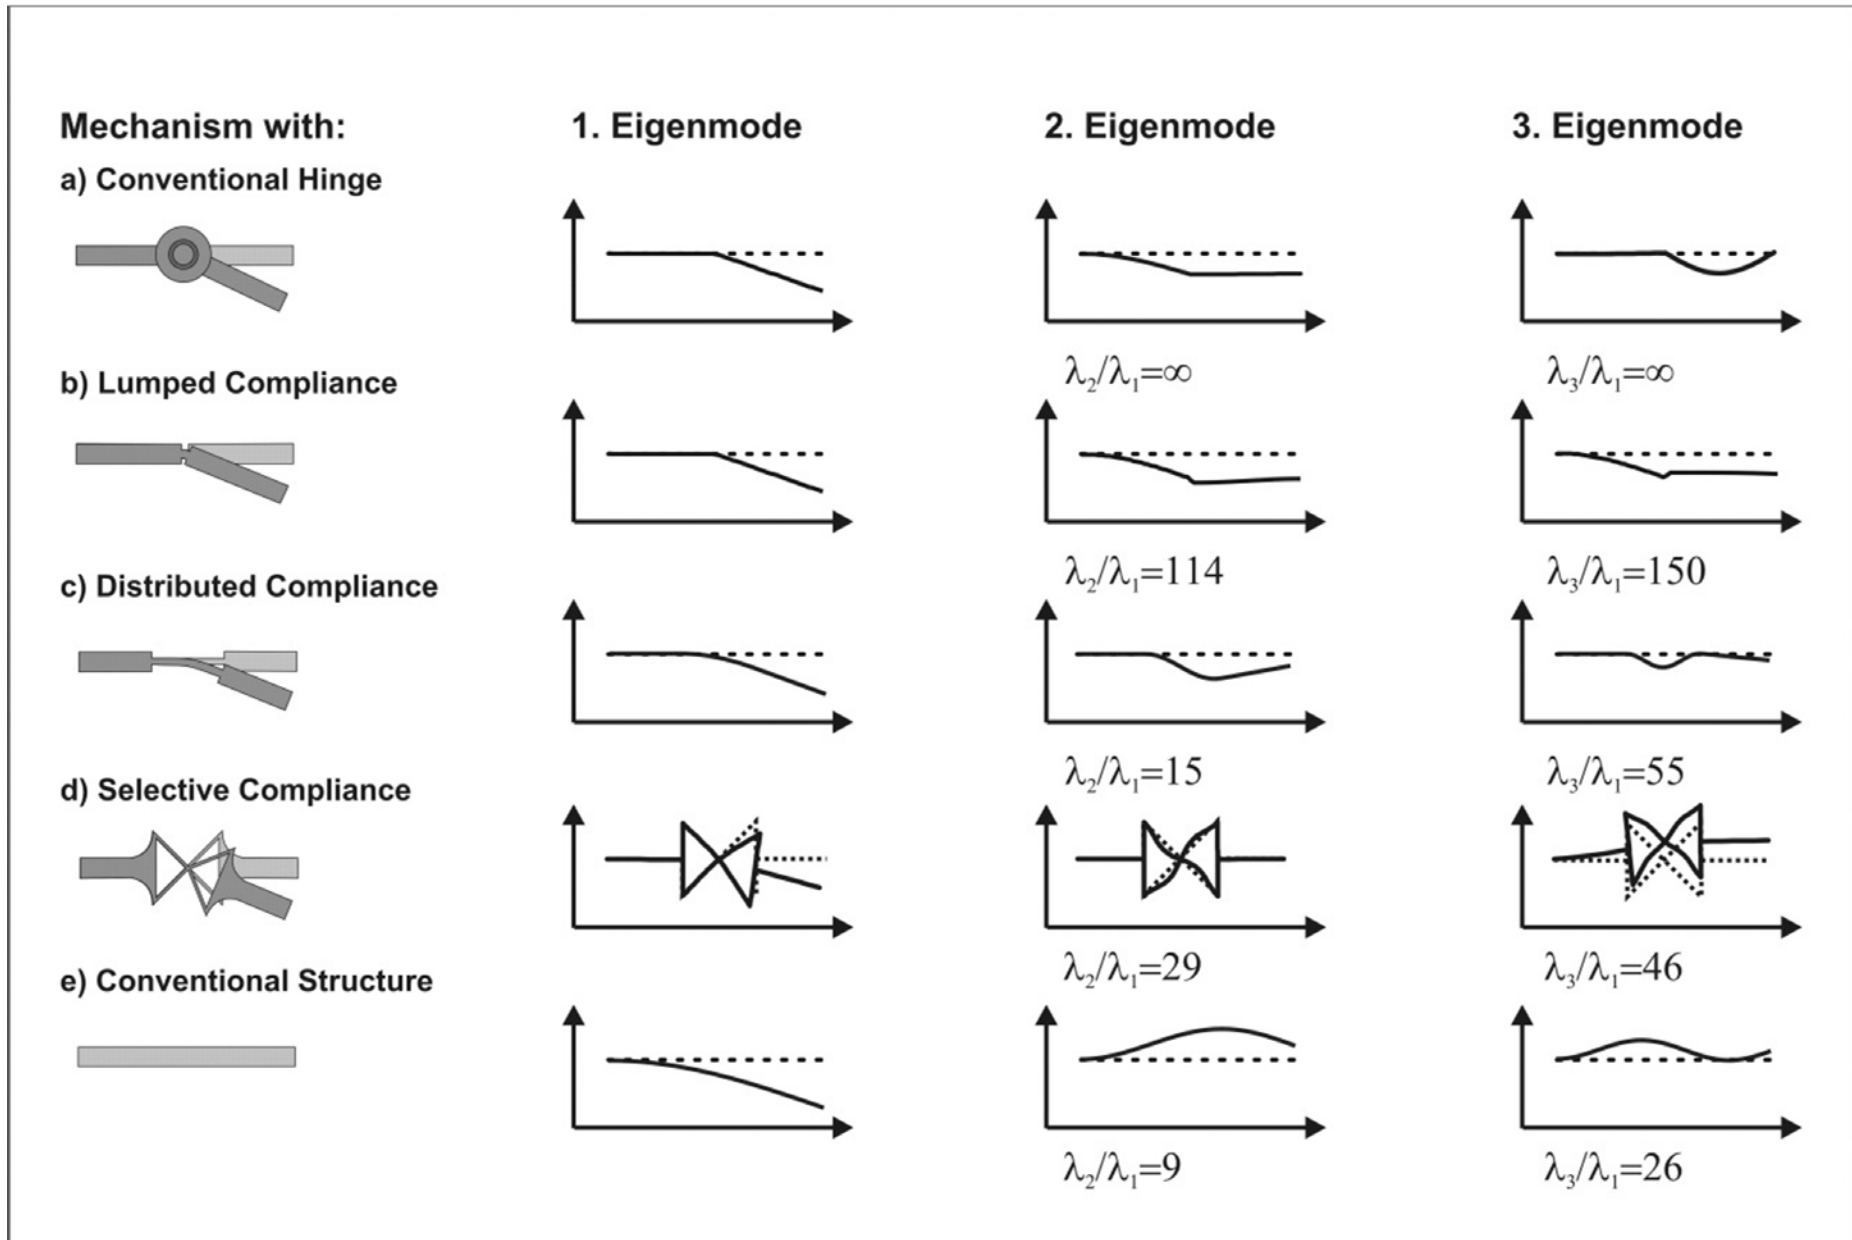 Mechanism with: 1. Eigenmode 2. Eigenmode 3. Eigenmode
a) Conventional Hinge
λ₂/λ₁=∞ λ₃/λ₁=∞
b) Lumped Compliance
λ₂/λ₁=114 λ₃/λ₁=150
c) Distributed Compliance
λ₂/λ₁=15 λ₃/λ₁=55
d) Selective Compliance
λ₂/λ₁=29 λ₃/λ₁=46
e) Conventional Structure
λ₂/λ₁=9 λ₃/λ₁=26